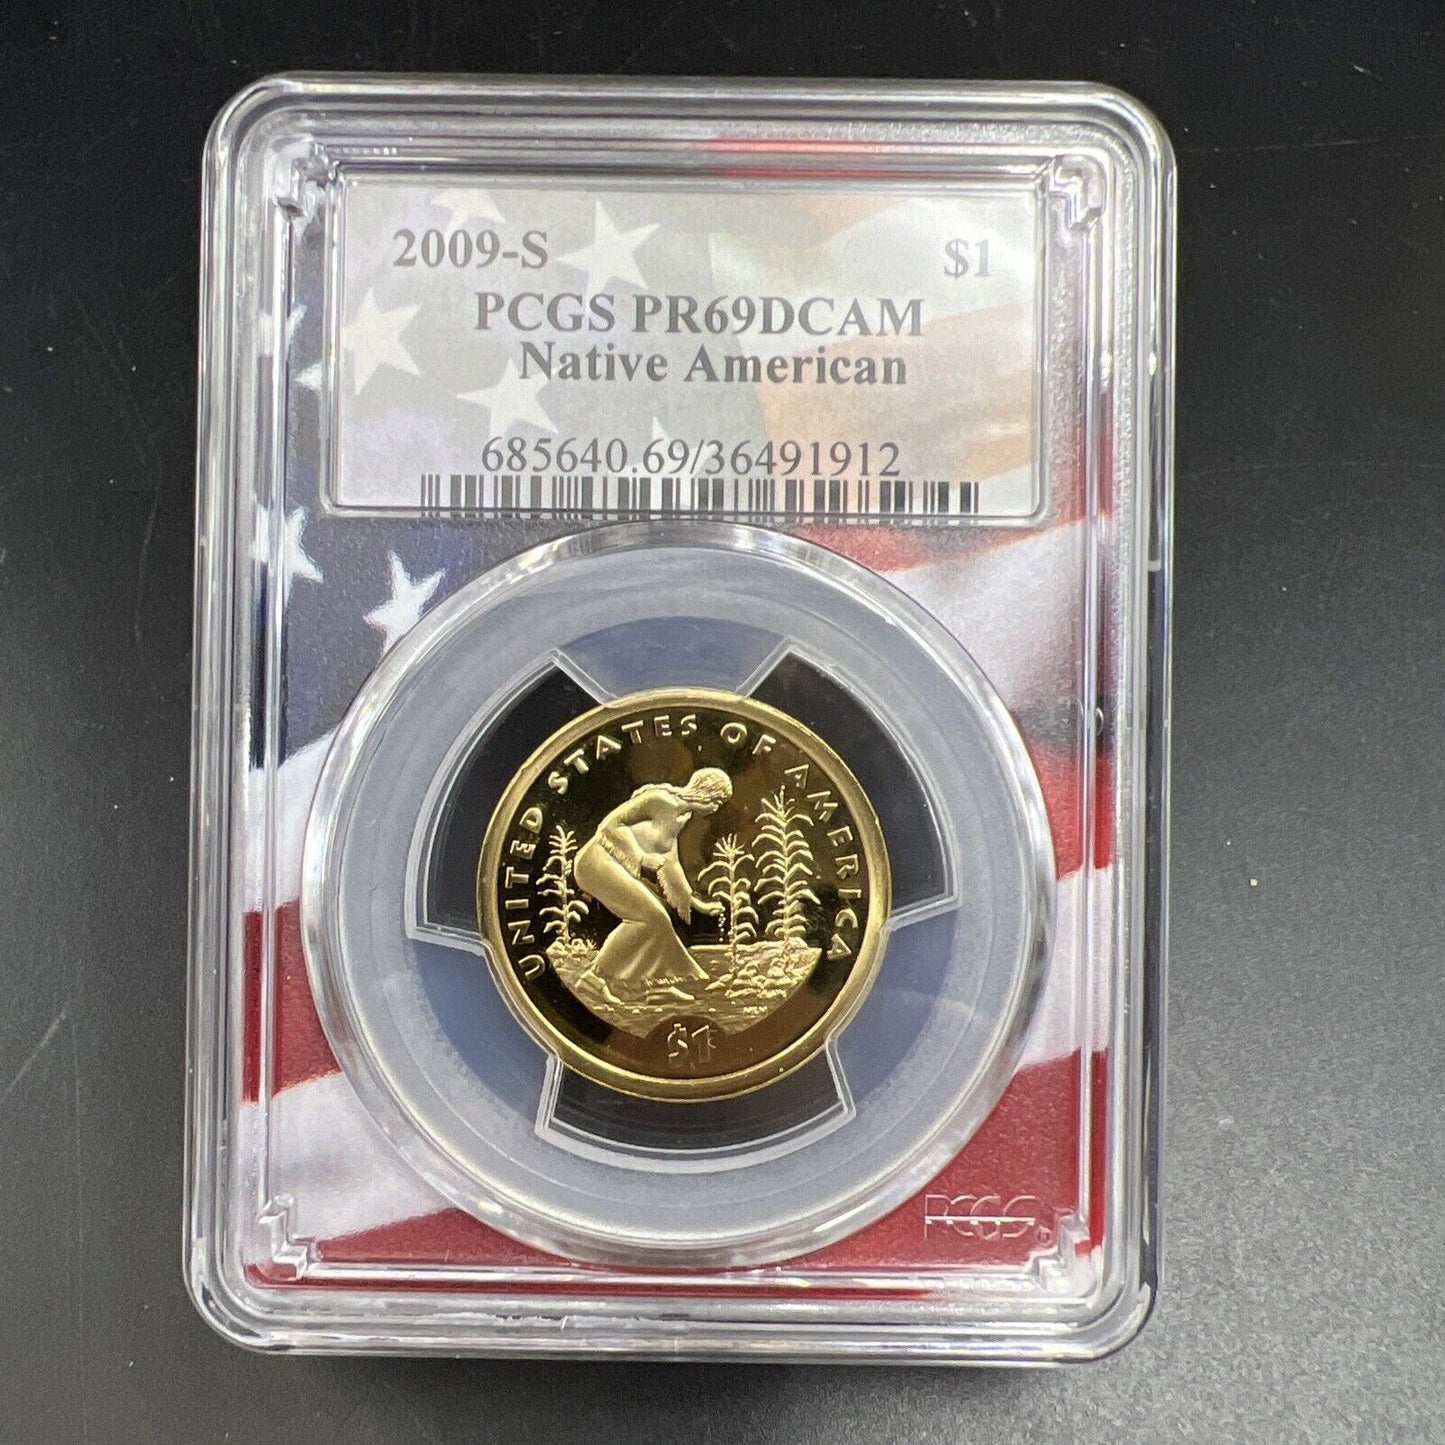 2009-S $1
PCGS PR69DCAM
Native American
685640.69/36491912
UNITED STATES OF AMERICA
$1
PCGS